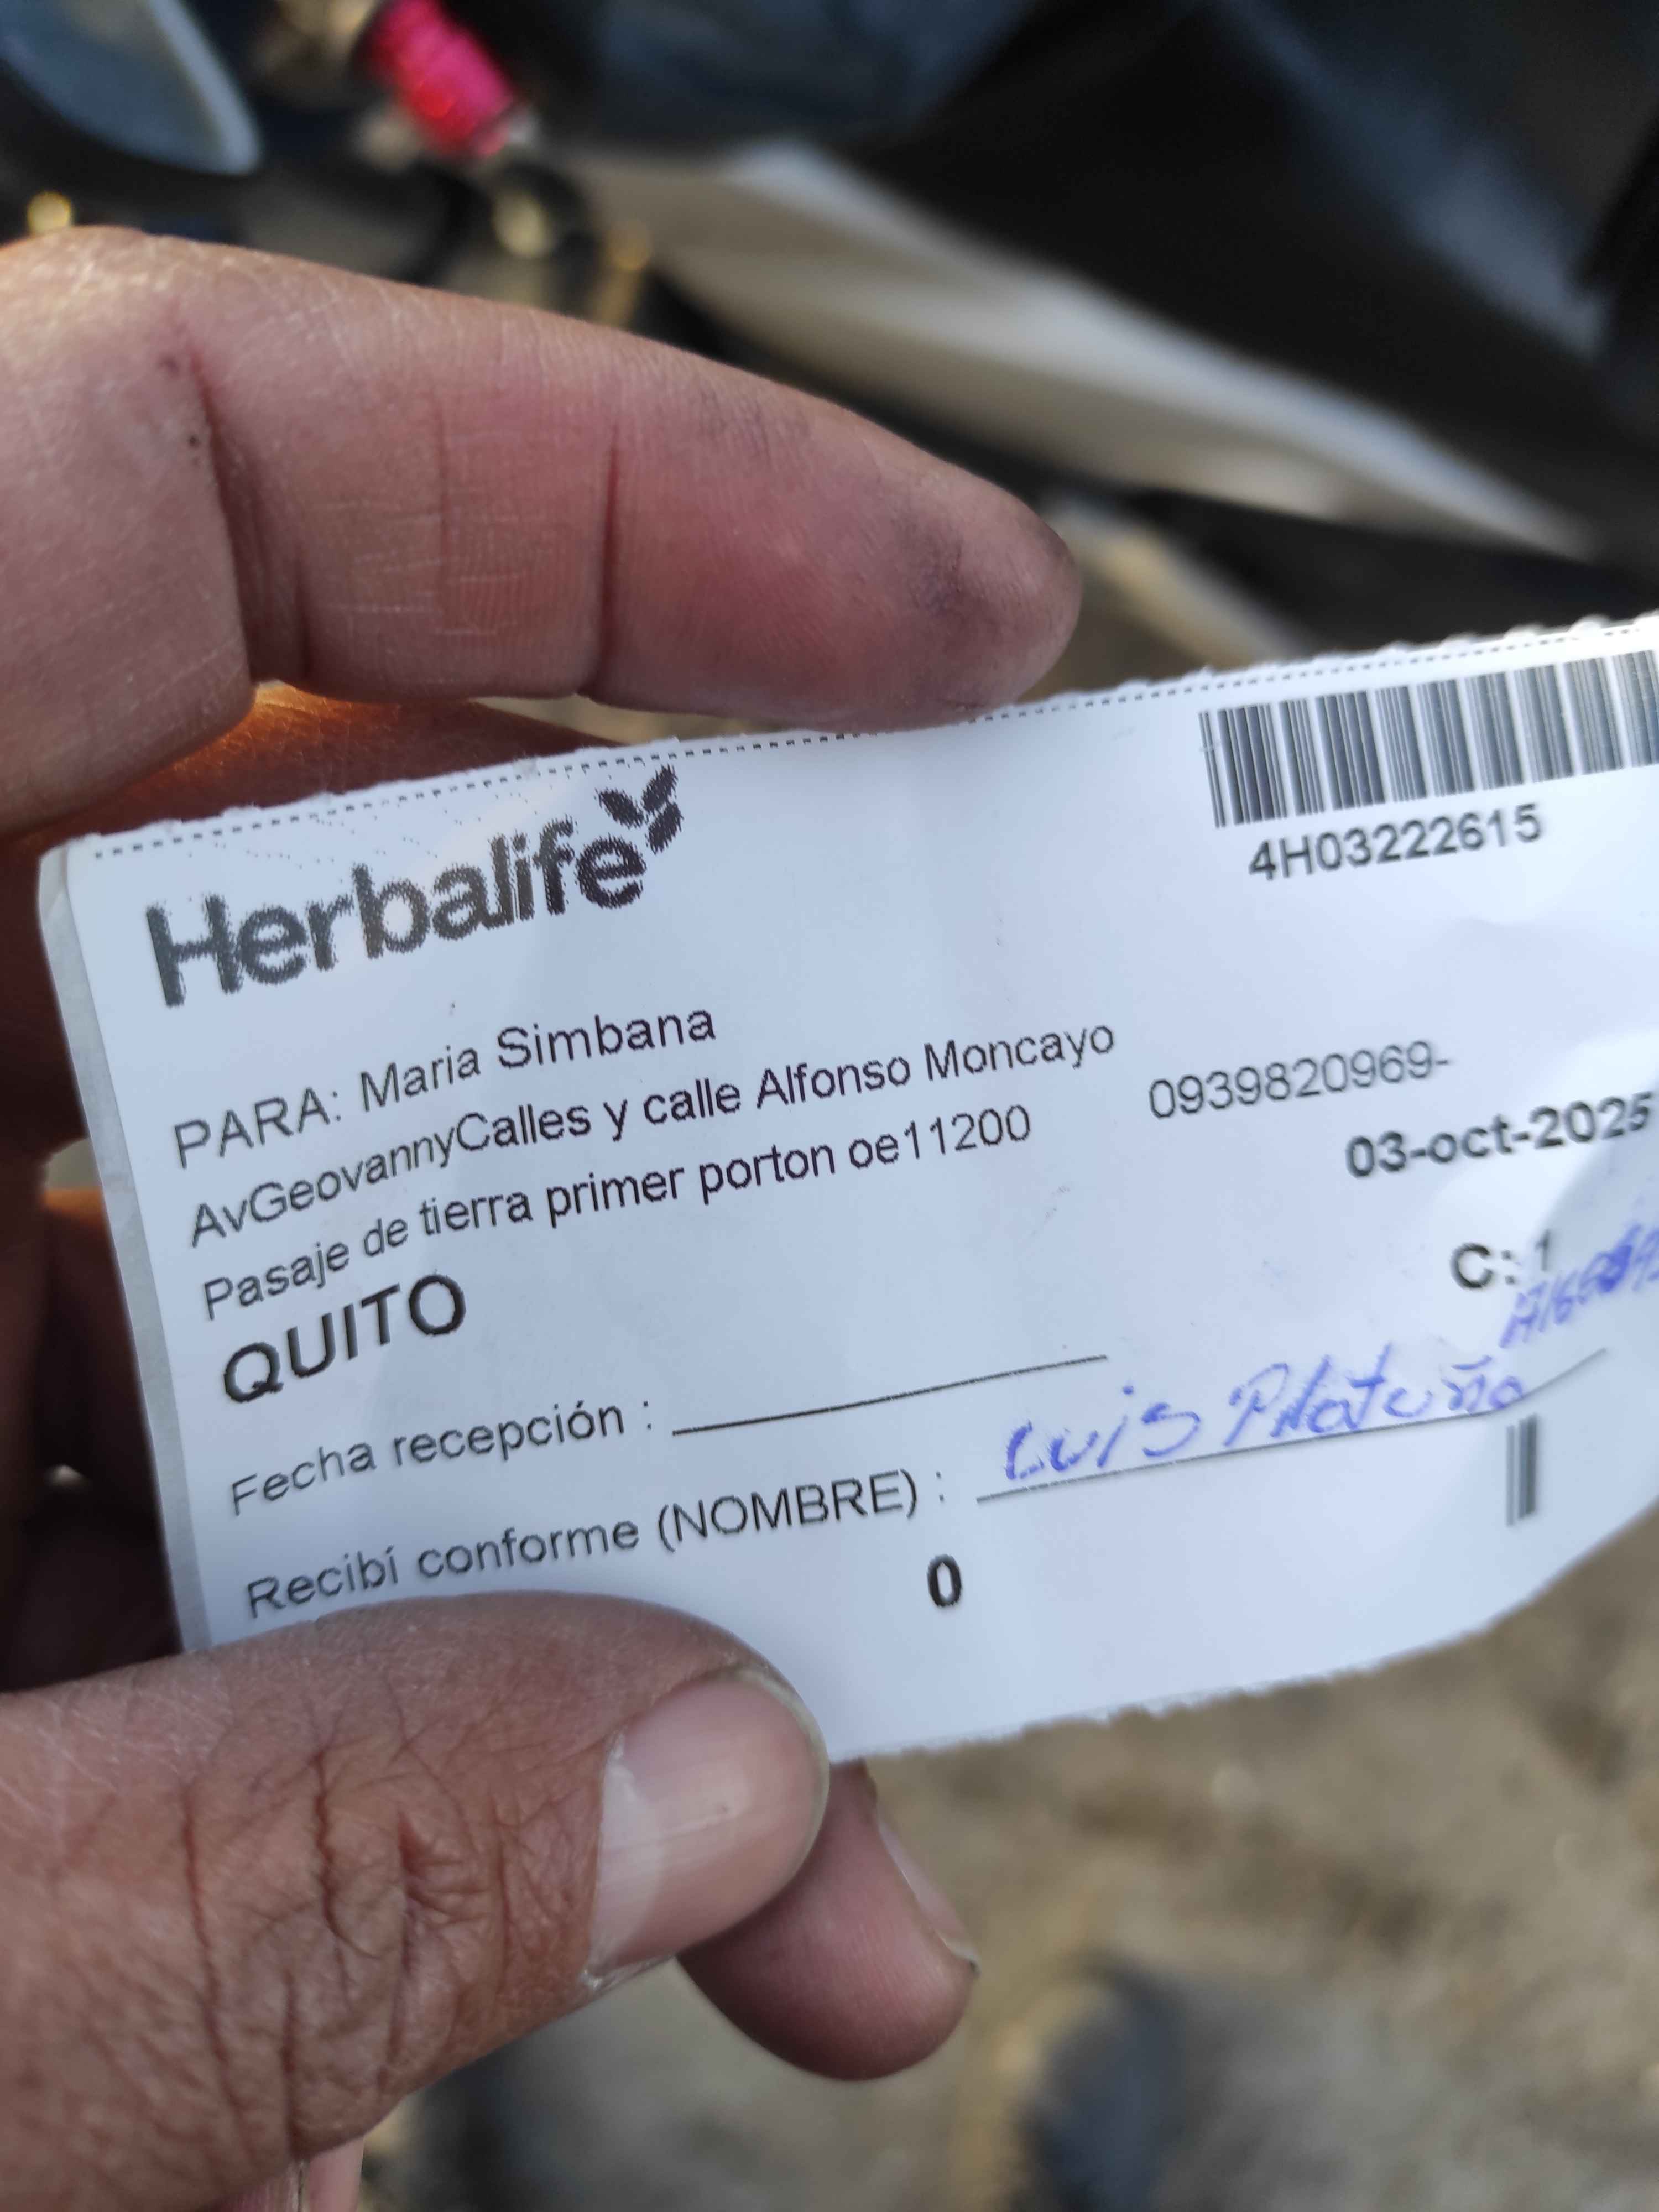 Herbalife
4H03222615
PARA: Maria Simbana
AvGeovannyCalles y calle Alfonso Moncayo
0939820969-
Pasaje de tierra primer porton oe11200
03-oct-2025
QUITO
C: 1
Fecha recepción :
Recibí conforme (NOMBRE) : Luis
0